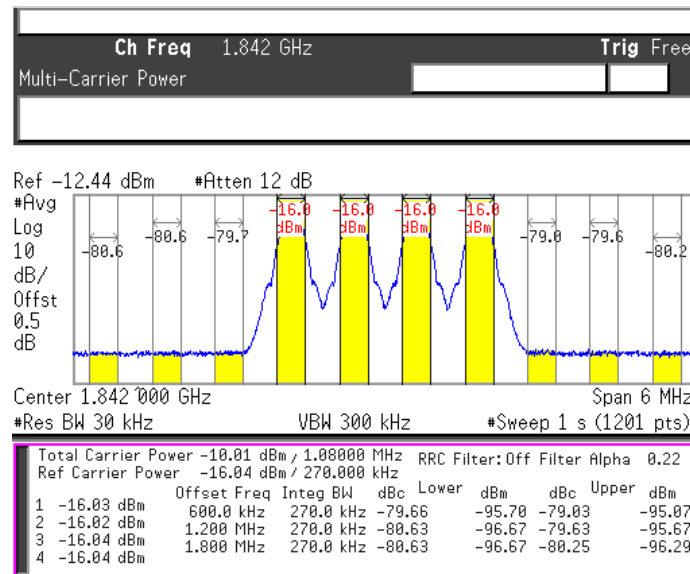 Ch Freq 1.842 GHz Trig Free
Multi-Carrier Power
Ref -12.44 dBm #Atten 12 dB
#Avg
Log
10
dB/
Offst
0.5
dB
-80.6 -80.6 -79.7 -16.0 dBm -16.0 dBm -16.0 dBm -16.0 dBm -79.0 -79.6 -80.2
Center 1.842 000 GHz Span 6 MHz
#Res BW 30 kHz VBW 300 kHz #Sweep 1 s (1201 pts)
Total Carrier Power -10.01 dBm / 1.08000 MHz RRC Filter: Off Filter Alpha 0.22
Ref Carrier Power -16.04 dBm / 270.000 kHz
Offset Freq Integ BW dBc Lower dBm dBc Upper dBm
1 -16.03 dBm 600.0 kHz 270.0 kHz -79.66 -95.70 -79.03 -95.07
2 -16.02 dBm 1.200 MHz 270.0 kHz -80.63 -96.67 -79.63 -95.67
3 -16.04 dBm 1.800 MHz 270.0 kHz -80.63 -96.67 -80.25 -96.29
4 -16.04 dBm